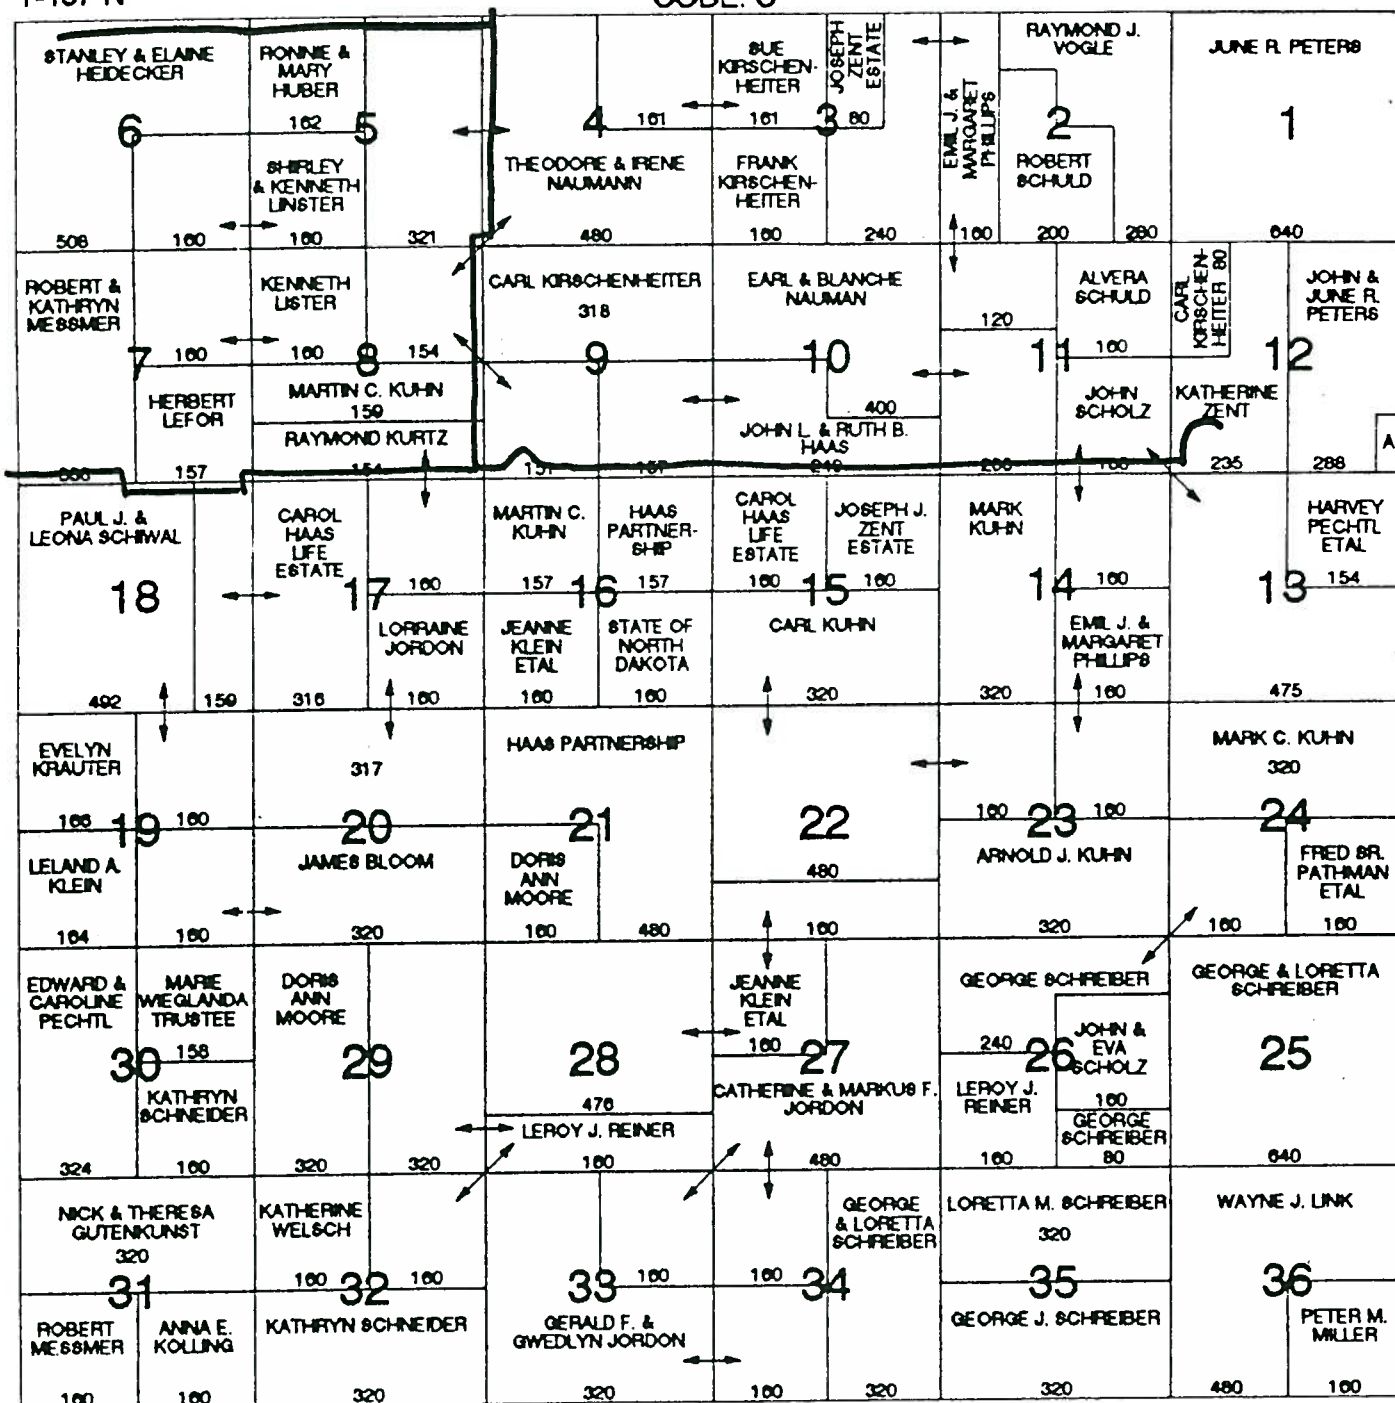 STANLEY & ELAINE
HEIDECKER
RONNIE &
MARY
HUBER
SUE
KIRSCHEN-
HEITER
JOSEPH
ZENT
ESTATE
RAYMOND J.
VOGLE
JUNE R. PETERS
6
162
5
4
161
161
3
80
EMIL J. &
MARGARET
PHILLIPS
2
1
SHIRLEY
& KENNETH
LINSTER
THEODORE & IRENE
NAUMANN
FRANK
KIRSCHEN-
HEITER
ROBERT
SCHULD
508
160
160
321
480
160
240
160
200
280
640
ROBERT &
KATHRYN
MESSMER
KENNETH
LISTER
CARL KIRSCHENHEITER
318
EARL & BLANCHE
NAUMAN
ALVERA
SCHULD
CARL
KIRSCHEN-
HEITER 80
JOHN &
JUNE R.
PETERS
120
7
160
160
8
154
9
10
11
160
12
HERBERT
LEFOR
MARTIN C. KUHN
159
RAYMOND KURTZ
400
JOHN L. & RUTH B.
HAAS
JOHN
SCHOLZ
KATHERINE
ZENT
A
157
235
288
PAUL J. &
LEONA SCHIWAL
CAROL
HAAS
LIFE
ESTATE
MARTIN C.
KUHN
HAAS
PARTNER-
SHIP
CAROL
HAAS
LIFE
ESTATE
JOSEPH J.
ZENT
ESTATE
MARK
KUHN
HARVEY
PECHTL
ETAL
18
17
160
157
16
157
160
15
160
14
160
13
154
LORRAINE
JORDON
JEANNE
KLEIN
ETAL
STATE OF
NORTH
DAKOTA
CARL KUHN
EMIL J. &
MARGARET
PHILLIPS
492
159
316
160
160
160
320
320
160
475
EVELYN
KRAUTER
317
HAAS PARTNERSHIP
MARK C. KUHN
320
166
19
160
20
21
22
160
23
160
24
LELAND A.
KLEIN
JAMES BLOOM
DORIS
ANN
MOORE
480
ARNOLD J. KUHN
FRED SR.
PATHMAN
ETAL
164
160
320
160
480
160
320
160
160
EDWARD &
CAROLINE
PECHTL
MARIE
WIEGLANDA
TRUSTEE
DORIS
ANN
MOORE
JEANNE
KLEIN
ETAL
GEORGE SCHREIBER
GEORGE & LORETTA
SCHREIBER
30
158
29
28
160
27
240
26
JOHN &
EVA
SCHOLZ
25
KATHRYN
SCHNEIDER
476
LEROY J. REINER
CATHERINE & MARKUS F.
JORDON
LEROY J.
REINER
160
GEORGE
SCHREIBER
324
160
320
320
160
480
160
80
640
NICK & THERESA
GUTENKUNST
320
KATHERINE
WELSCH
GEORGE
& LORETTA
SCHREIBER
LORETTA M. SCHREIBER
320
WAYNE J. LINK
31
160
32
160
33
160
160
34
35
36
ROBERT
MESSMER
ANNA E.
KOLLING
KATHRYN SCHNEIDER
GERALD F. &
GWEDLYN JORDON
GEORGE J. SCHREIBER
PETER M.
MILLER
160
160
320
320
160
320
320
480
160